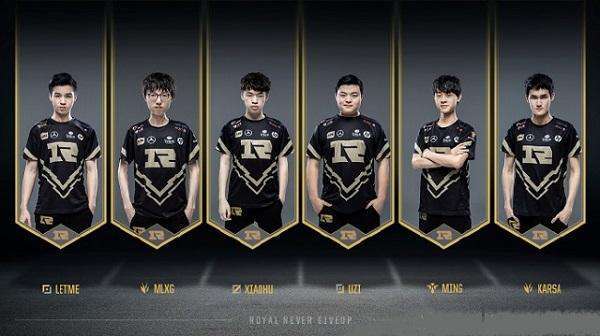 LETME
MLXG
XIAOHU
UZI
MING
KARSA
ROYAL NEVER GIVEUP